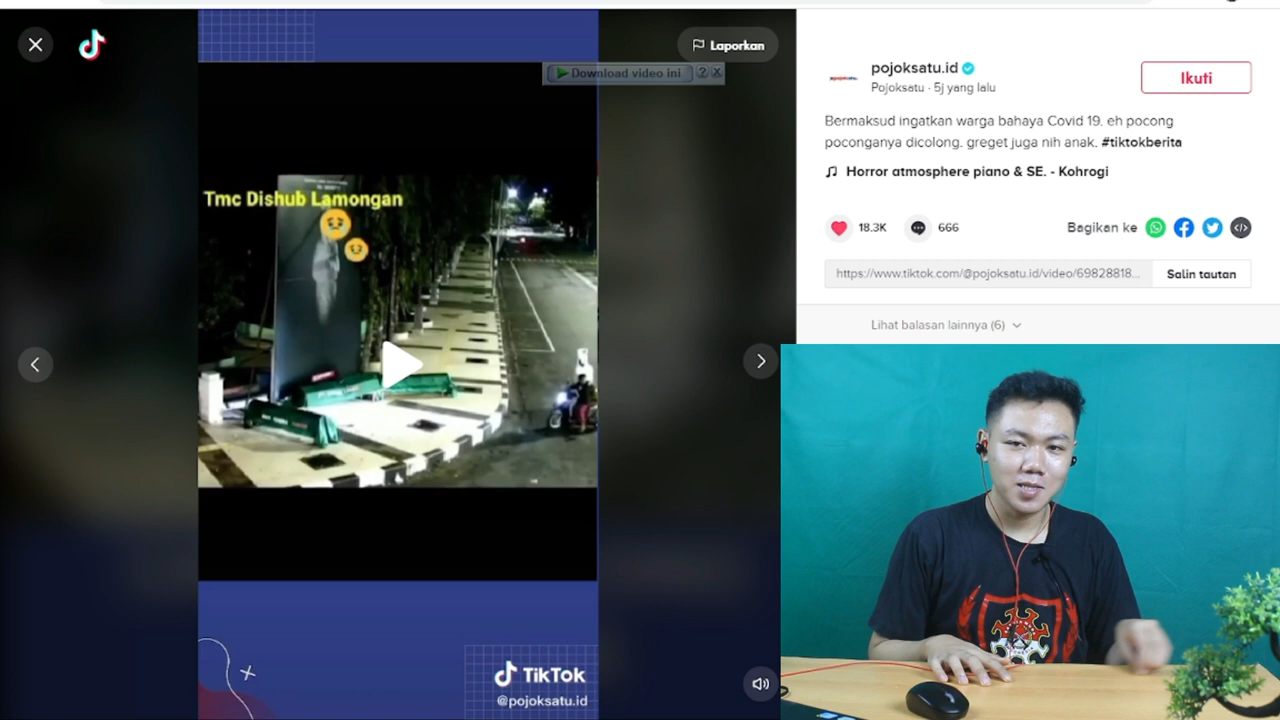 Laporkan
Download video ini
Tmc Dishub Lamongan
TikTok
@pojoksatu.id
pojoksatu.id
Pojoksatu · 5j yang lalu
Ikuti
Bermaksud ingatkan warga bahaya Covid 19, eh pocong
poconganya dicolong, greget juga nih anak. #tiktokberita
Horror atmosphere piano & SE. - Kohrogi
18.3K
666
Bagikan ke
https://www.tiktok.com/@pojoksatu.id/video/69828818...
Salin tautan
Lihat balasan lainnya (6)